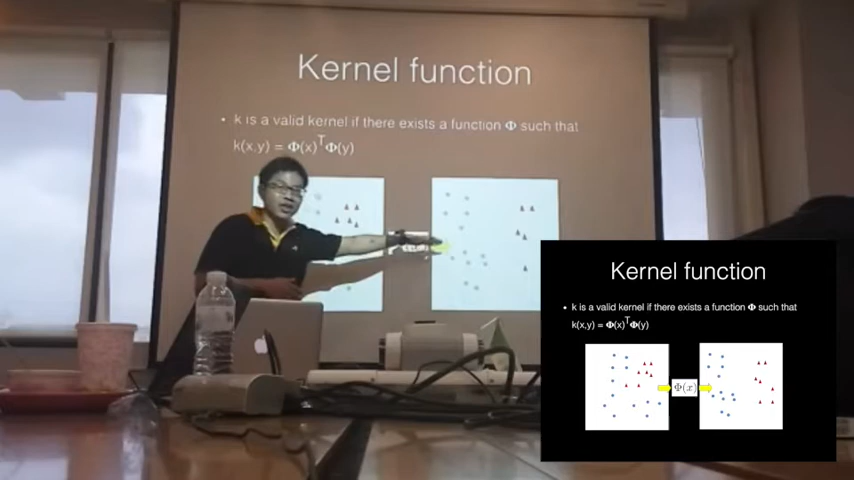 Kernel function
• k is a valid kernel if there exists a function Φ such that
k(x,y) = Φ(x)ᵀΦ(y)
Kernel function
• k is a valid kernel if there exists a function Φ such that
k(x,y) = Φ(x)ᵀΦ(y)
Φ(x)